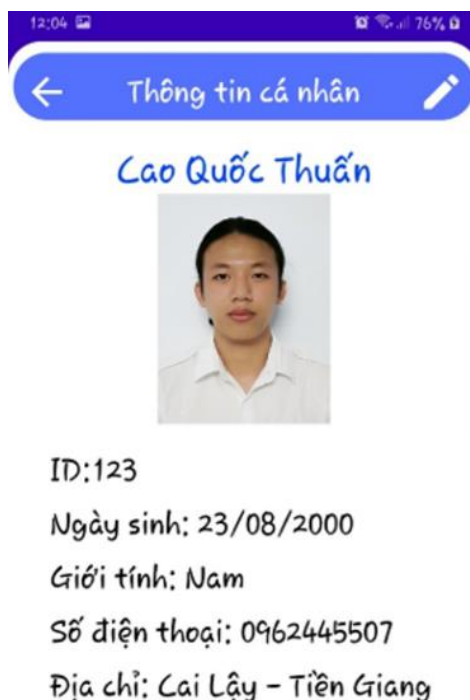 12:04 76%
Thông tin cá nhân
Cao Quốc Thuấn
ID:123
Ngày sinh: 23/08/2000
Giới tính: Nam
Số điện thoại: 0962445507
Địa chỉ: Cai Lậy – Tiền Giang